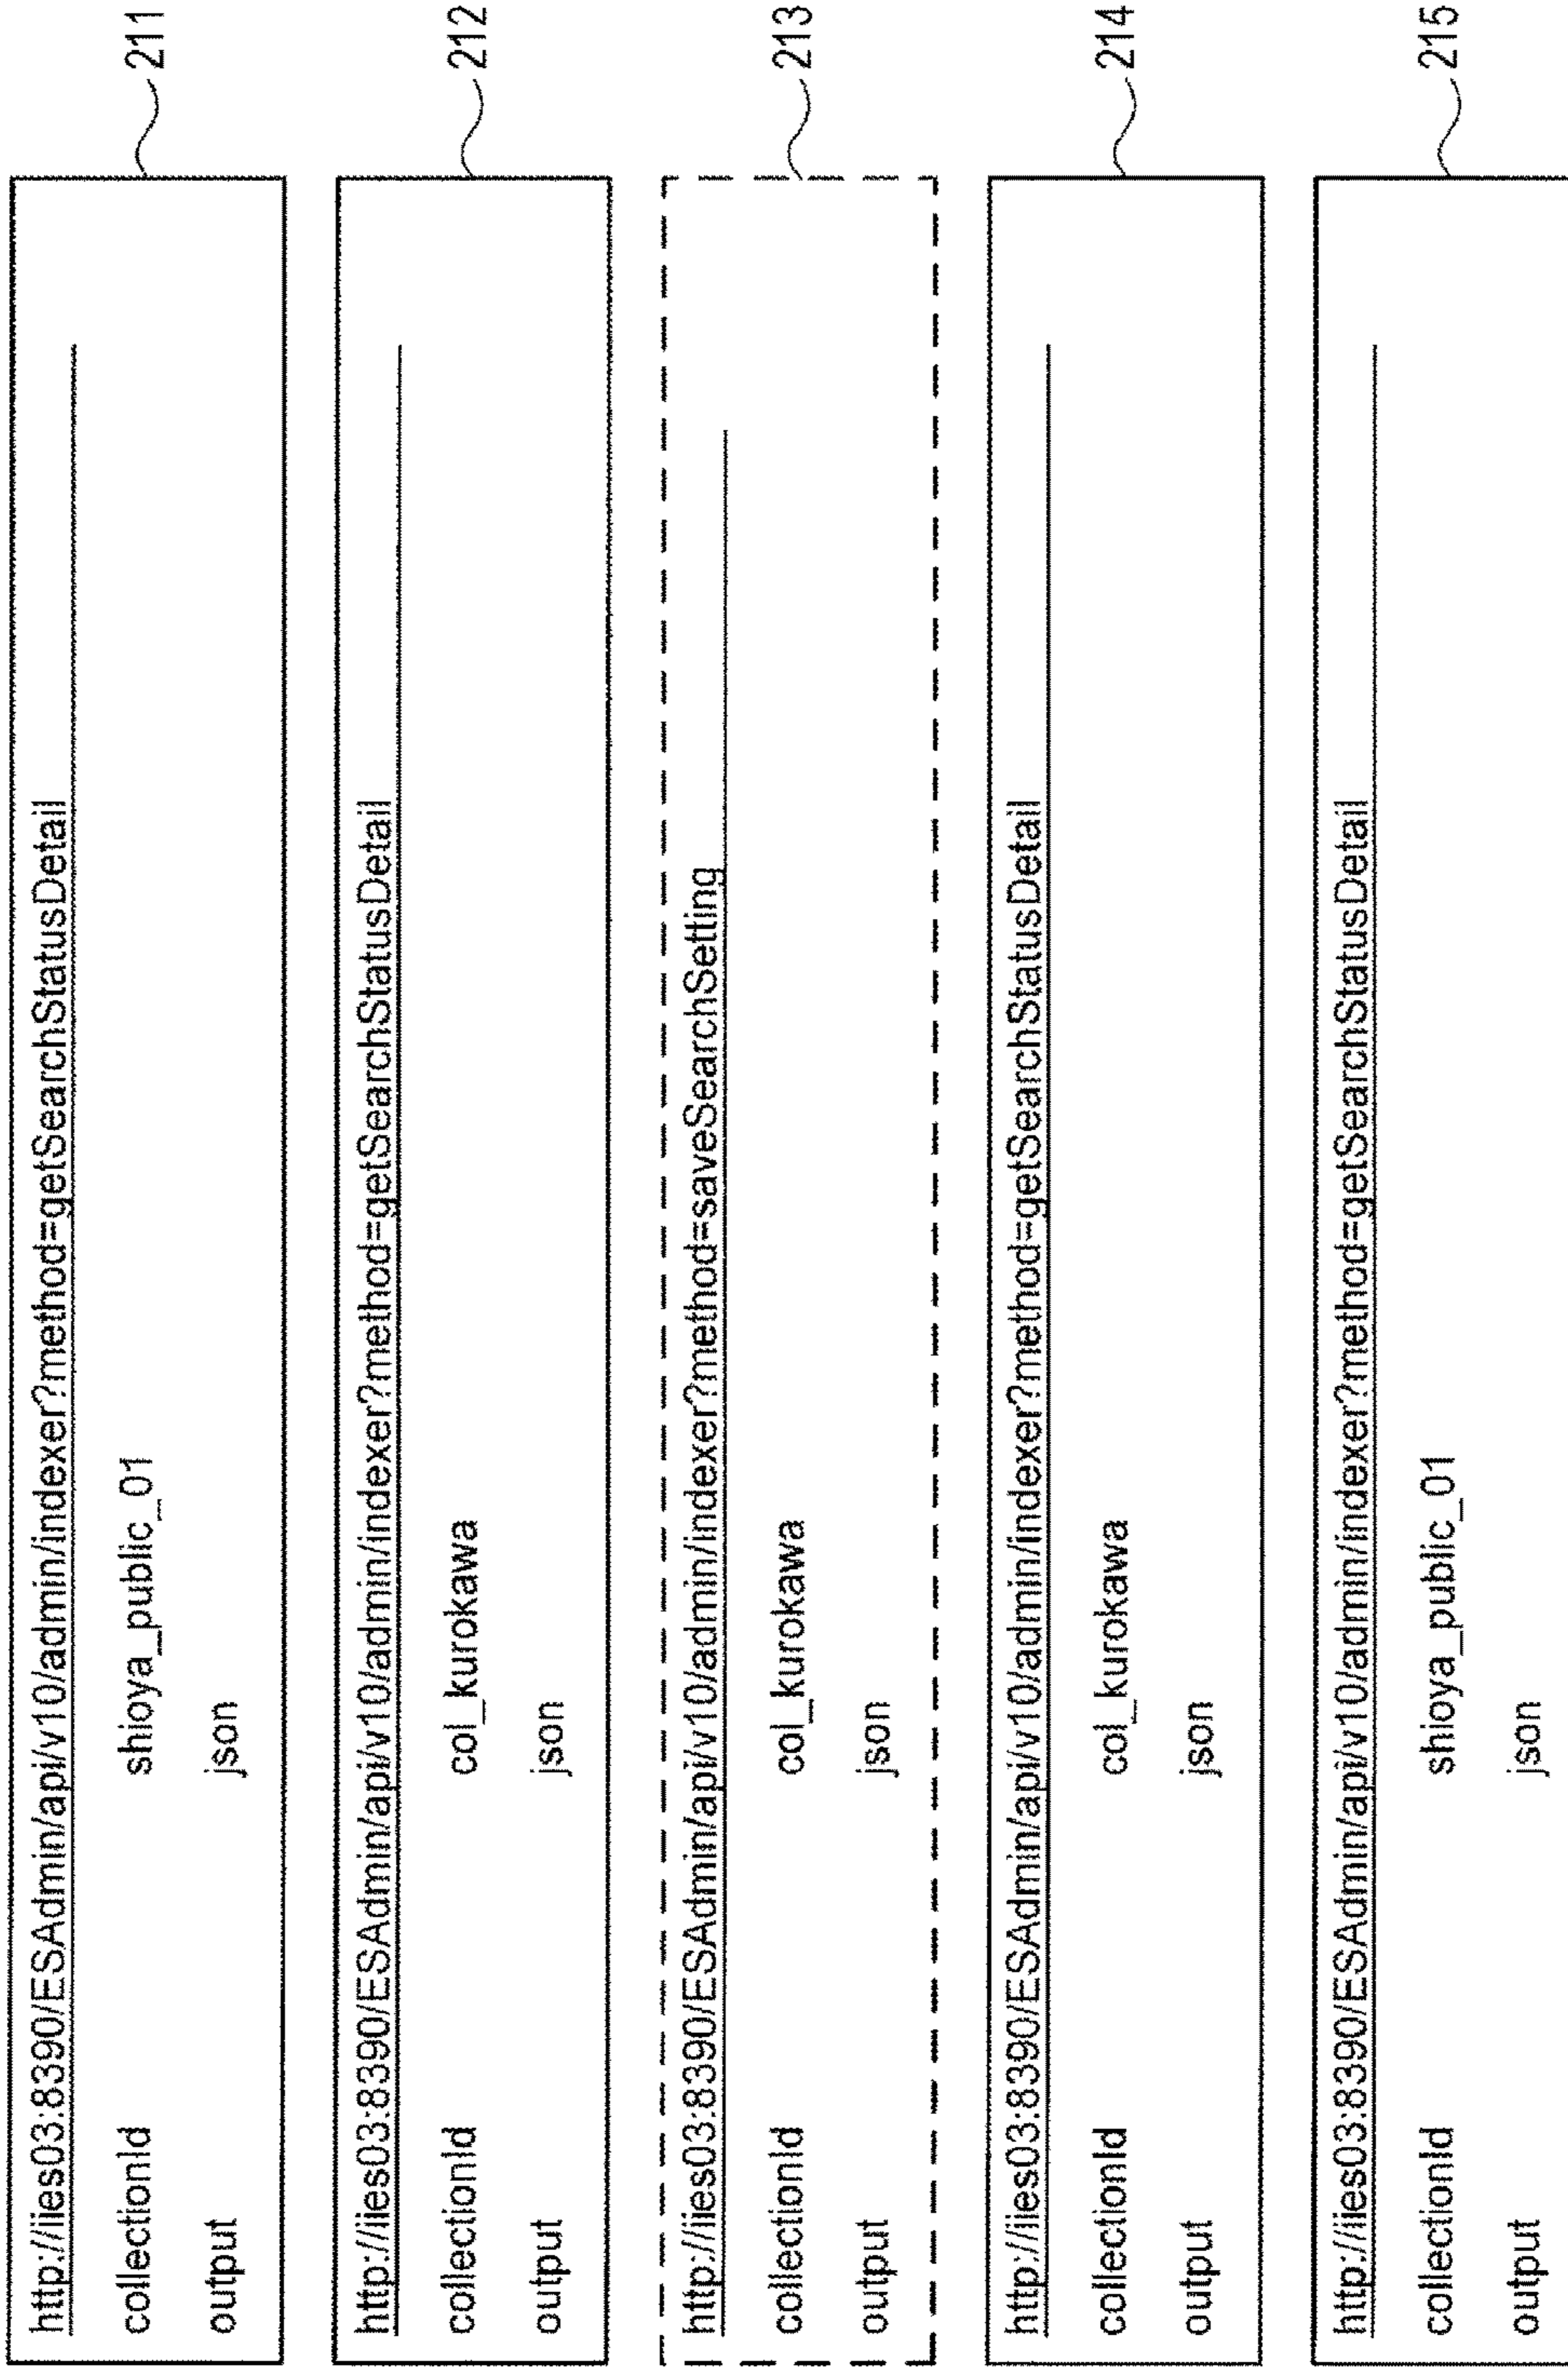 http://iies03:8390/ESAdmin/api/v10/admin/indexer?method=getSearchStatusDetail
collectionId shioya_public_01
output json
211
http://iies03:8390/ESAdmin/api/v10/admin/indexer?method=getSearchStatusDetail
collectionId col_kurokawa
output json
212
http://iies03:8390/ESAdmin/api/v10/admin/indexer?method=saveSearchSetting
collectionId col_kurokawa
output json
213
http://iies03:8390/ESAdmin/api/v10/admin/indexer?method=getSearchStatusDetail
collectionId col_kurokawa
output json
214
http://iies03:8390/ESAdmin/api/v10/admin/indexer?method=getSearchStatusDetail
collectionId shioya_public_01
output json
215